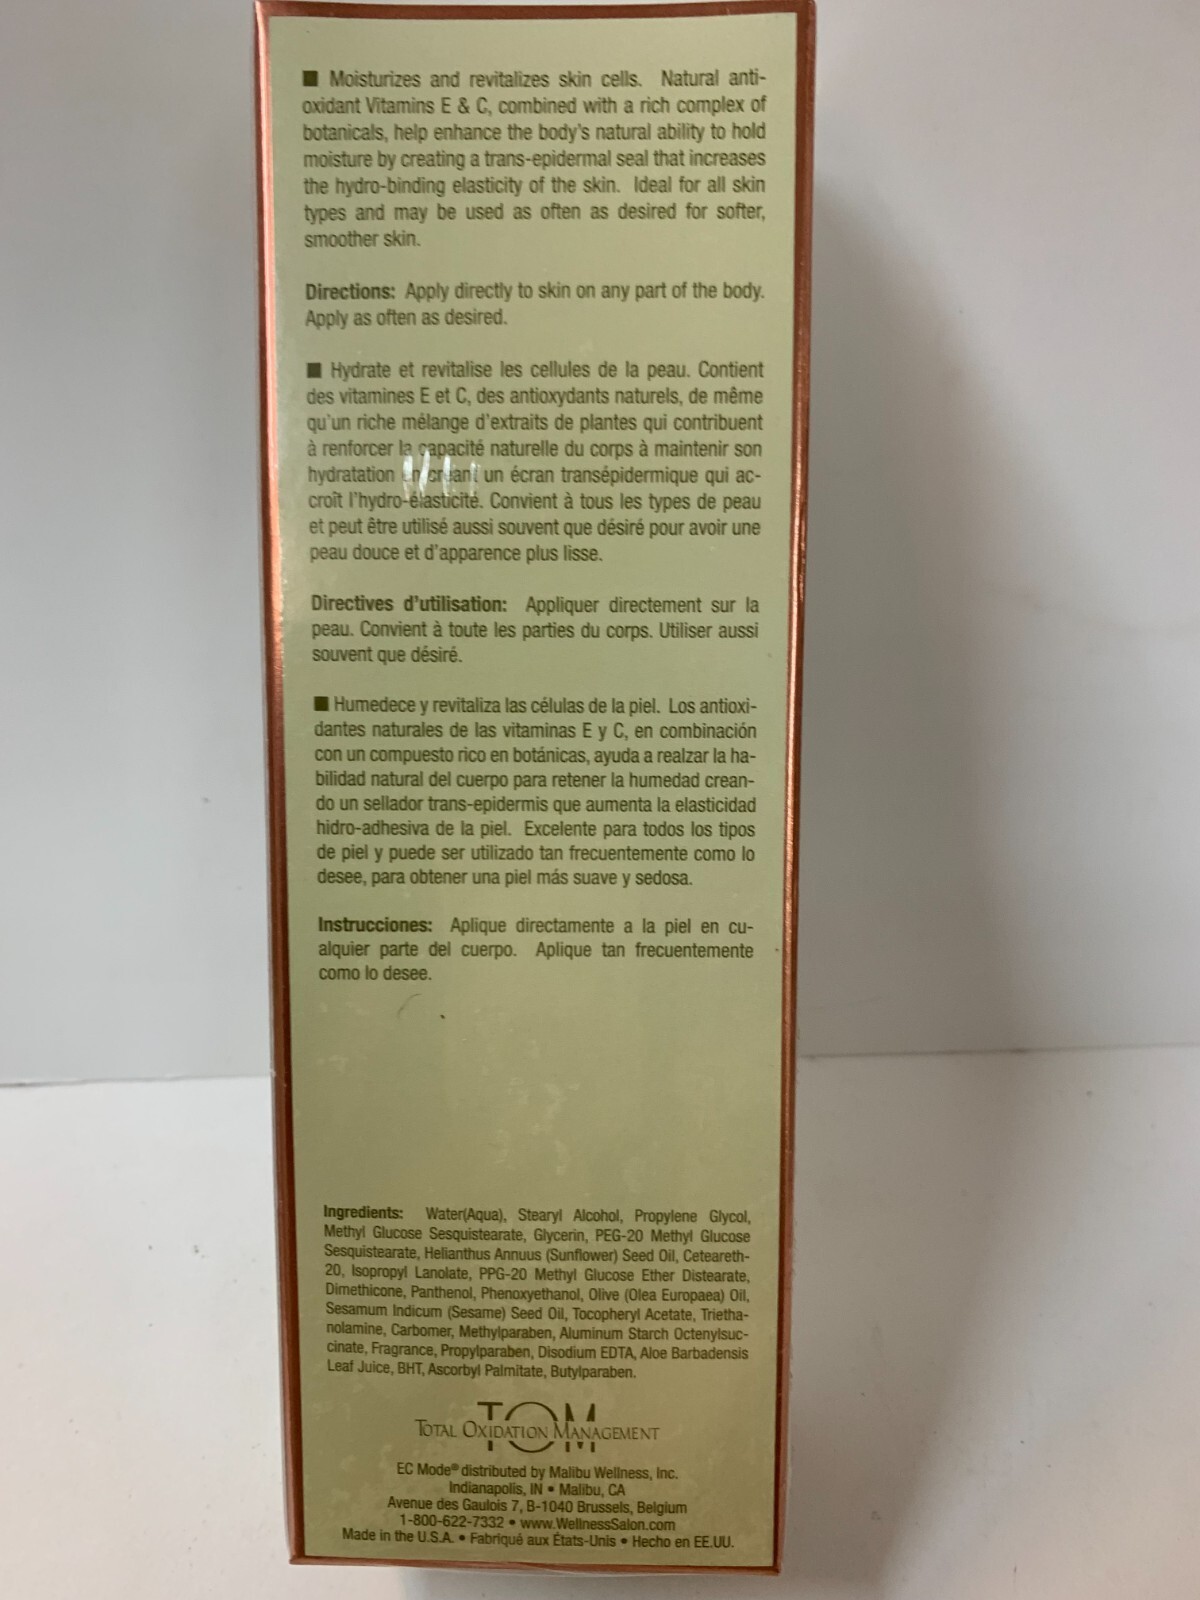 ■ Moisturizes and revitalizes skin cells. Natural anti-
oxidant Vitamins E & C, combined with a rich complex of
botanicals, help enhance the body's natural ability to hold
moisture by creating a trans-epidermal seal that increases
the hydro-binding elasticity of the skin. Ideal for all skin
types and may be used as often as desired for softer,
smoother skin.
Directions: Apply directly to skin on any part of the body.
Apply as often as desired.
■ Hydrate et revitalise les cellules de la peau. Contient
des vitamines E et C, des antioxydants naturels, de même
qu'un riche mélange d'extraits de plantes qui contribuent
à renforcer la capacité naturelle du corps à maintenir son
hydratation en créant un écran transépidermique qui ac-
croît l'hydro-élasticité. Convient à tous les types de peau
et peut être utilisé aussi souvent que désiré pour avoir une
peau douce et d'apparence plus lisse.
Directives d'utilisation: Appliquer directement sur la
peau. Convient à toute les parties du corps. Utiliser aussi
souvent que désiré.
■ Humedece y revitaliza las células de la piel. Los antioxi-
dantes naturales de las vitaminas E y C, en combinación
con un compuesto rico en botánicas, ayuda a realzar la ha-
bilidad natural del cuerpo para retener la humedad crean-
do un sellador trans-epidermis que aumenta la elasticidad
hidro-adhesiva de la piel. Excelente para todos los tipos
de piel y puede ser utilizado tan frecuentemente como lo
desee, para obtener una piel más suave y sedosa.
Instrucciones: Aplique directamente a la piel en cu-
alquier parte del cuerpo. Aplique tan frecuentemente
como lo desee.
Ingredients: Water(Aqua), Stearyl Alcohol, Propylene Glycol,
Methyl Glucose Sesquistearate, Glycerin, PEG-20 Methyl Glucose
Sesquistearate, Helianthus Annuus (Sunflower) Seed Oil, Ceteareth-
20, Isopropyl Lanolate, PPG-20 Methyl Glucose Ether Distearate,
Dimethicone, Panthenol, Phenoxyethanol, Olive (Olea Europaea) Oil,
Sesamum Indicum (Sesame) Seed Oil, Tocopheryl Acetate, Trietha-
nolamine, Carbomer, Methylparaben, Aluminum Starch Octenylsuc-
cinate, Fragrance, Propylparaben, Disodium EDTA, Aloe Barbadensis
Leaf Juice, BHT, Ascorbyl Palmitate, Butylparaben.
TOM
TOTAL OXIDATION MANAGEMENT
EC Mode® distributed by Malibu Wellness, Inc.
Indianapolis, IN • Malibu, CA
Avenue des Gaulois 7, B-1040 Brussels, Belgium
1-800-622-7332 • www.WellnessSalon.com
Made in the U.S.A. • Fabriqué aux États-Unis • Hecho en EE.UU.